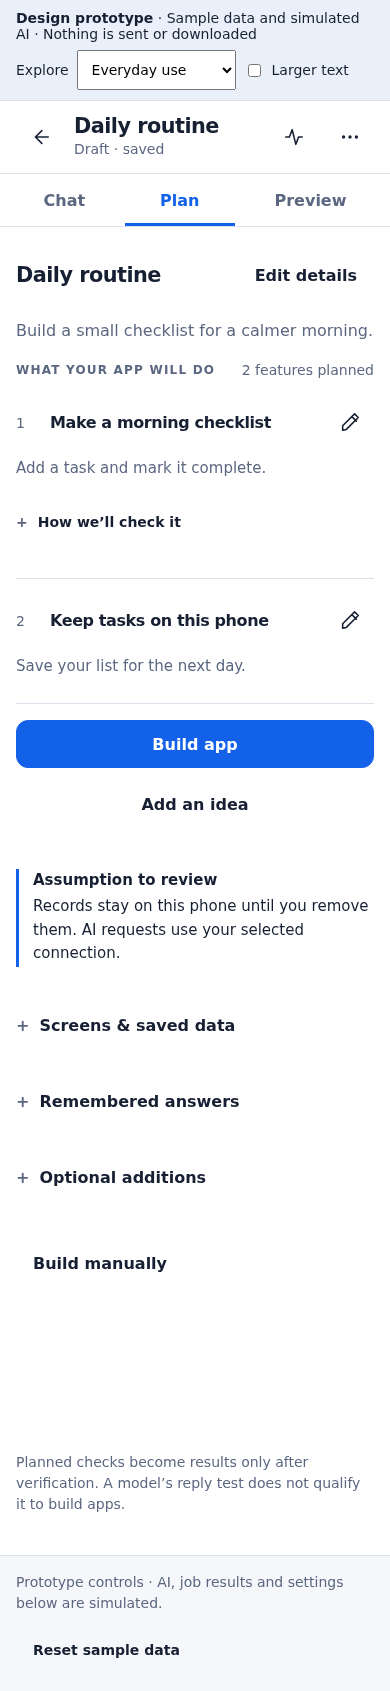 Design prototype · Sample data and simulated
AI · Nothing is sent or downloaded
Explore Everyday use Larger text
Daily routine
Draft · saved
Chat Plan Preview
Daily routine Edit details
Build a small checklist for a calmer morning.
WHAT YOUR APP WILL DO 2 features planned
1 Make a morning checklist
Add a task and mark it complete.
+ How we’ll check it
2 Keep tasks on this phone
Save your list for the next day.
Build app
Add an idea
Assumption to review
Records stay on this phone until you remove
them. AI requests use your selected
connection.
+ Screens & saved data
+ Remembered answers
+ Optional additions
Build manually
Planned checks become results only after
verification. A model’s reply test does not qualify
it to build apps.
Prototype controls · AI, job results and settings
below are simulated.
Reset sample data